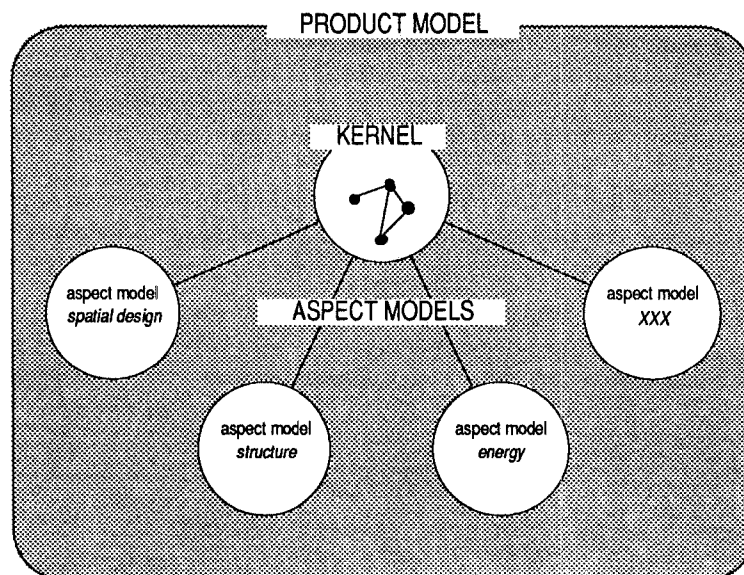 PRODUCT MODEL
KERNEL
aspect model
spatial design
ASPECT MODELS
aspect model
XXX
aspect model
structure
aspect model
energy